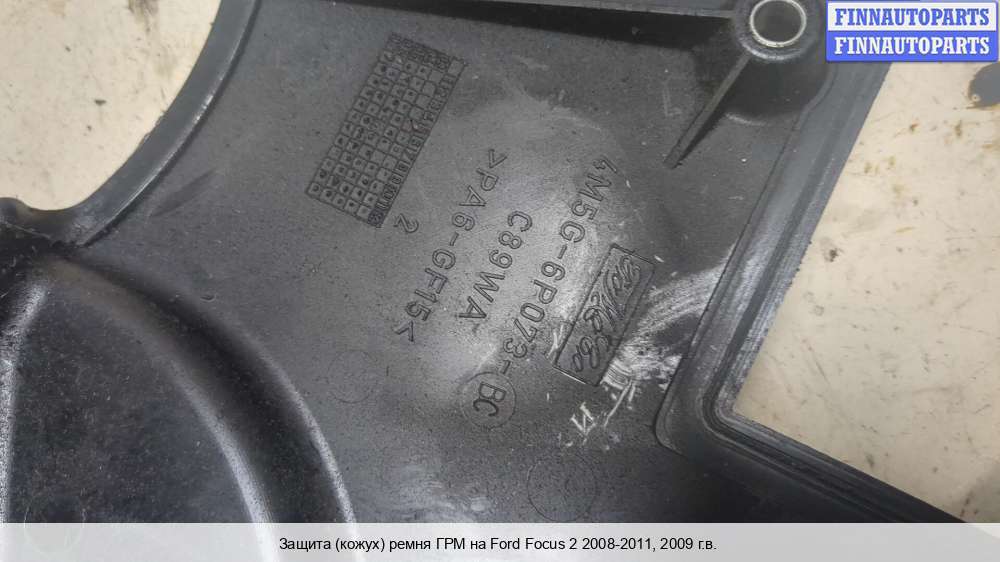 FINNAUTOPARTS
FINNAUTOPARTS
4M5G-6P073-BC
C89WA
>PA6-GF15<
2
FoMoCo
Защита (кожух) ремня ГРМ на Ford Focus 2 2008-2011, 2009 г.в.